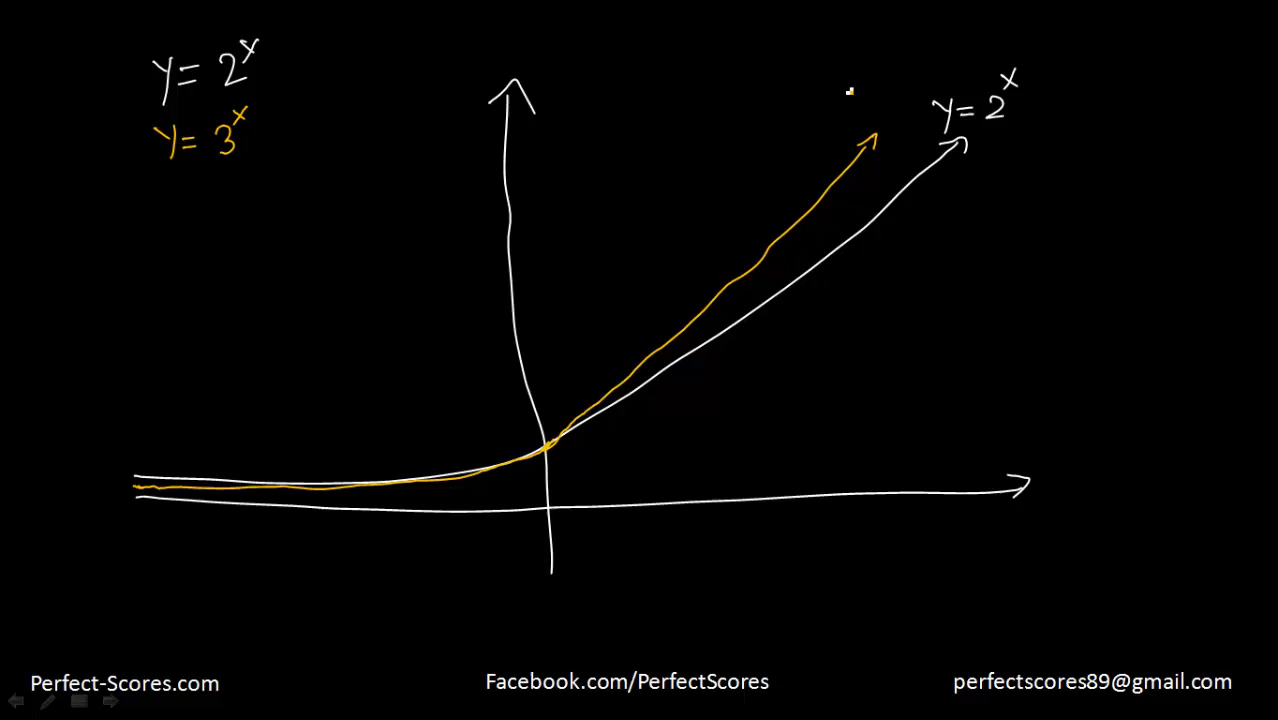 y = 2^x
y = 3^x
y = 2^x
Perfect-Scores.com
Facebook.com/PerfectScores
perfectscores89@gmail.com